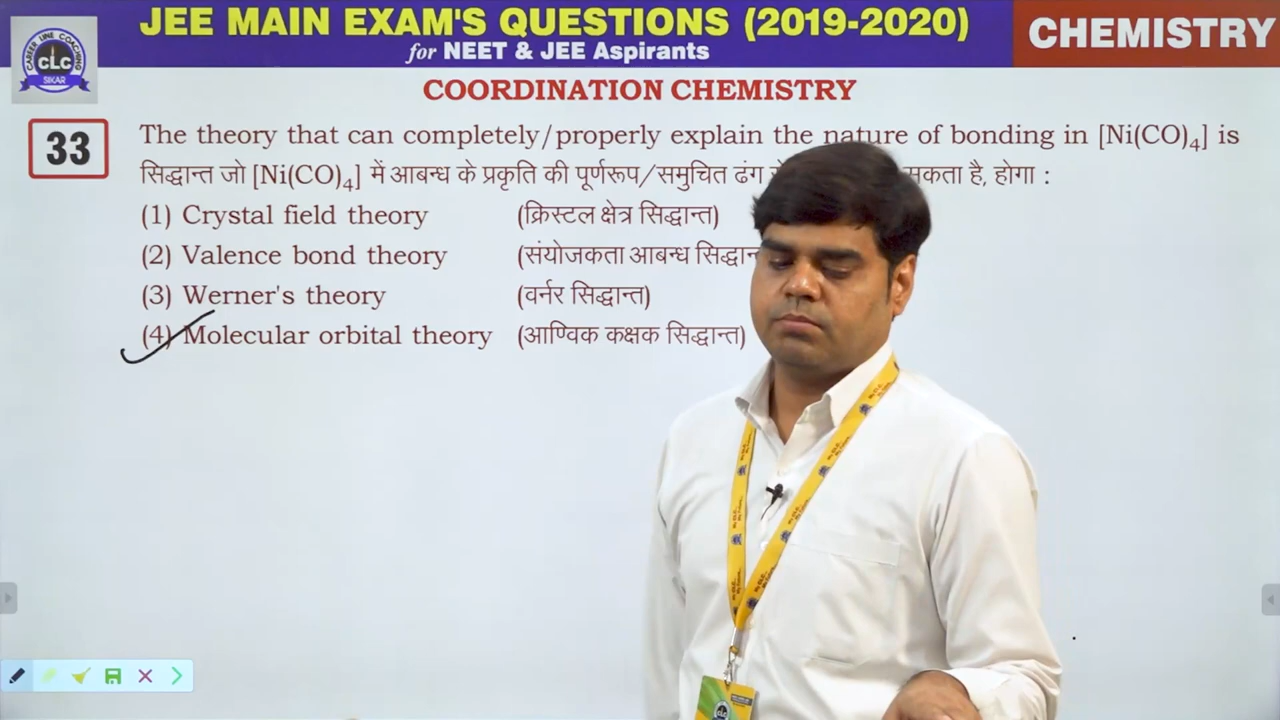 JEE MAIN EXAM'S QUESTIONS (2019-2020)
for NEET & JEE Aspirants
CHEMISTRY
CAREER LINE COACHING
CLC
SIKAR
COORDINATION CHEMISTRY
33
The theory that can completely/properly explain the nature of bonding in [Ni(CO)4] is
सिद्धान्त जो [Ni(CO)4] में आबन्ध के प्रकृति की पूर्णरूप/समुचित ढंग सकता है, होगा :
(1) Crystal field theory (क्रिस्टल क्षेत्र सिद्धान्त)
(2) Valence bond theory (संयोजकता आबन्ध
(3) Werner's theory (वर्नर सिद्धान्त)
(4) Molecular orbital theory (आण्विक कक्षक सिद्धान्त)